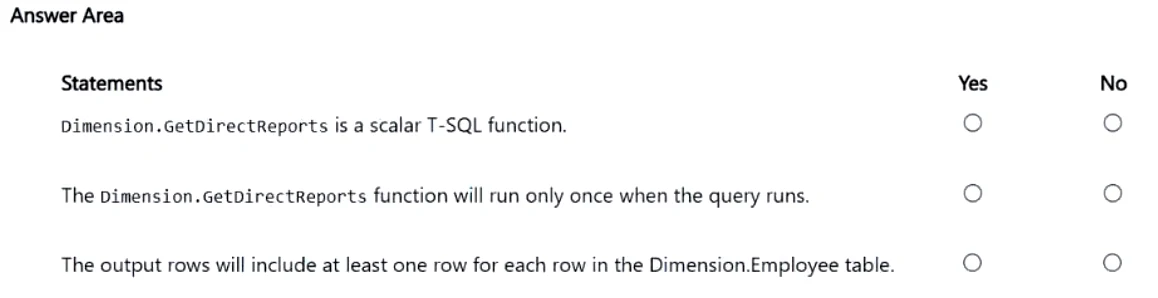 Answer Area
Statements Yes No
Dimension.GetDirectReports is a scalar T-SQL function.
The Dimension.GetDirectReports function will run only once when the query runs.
The output rows will include at least one row for each row in the Dimension.Employee table.